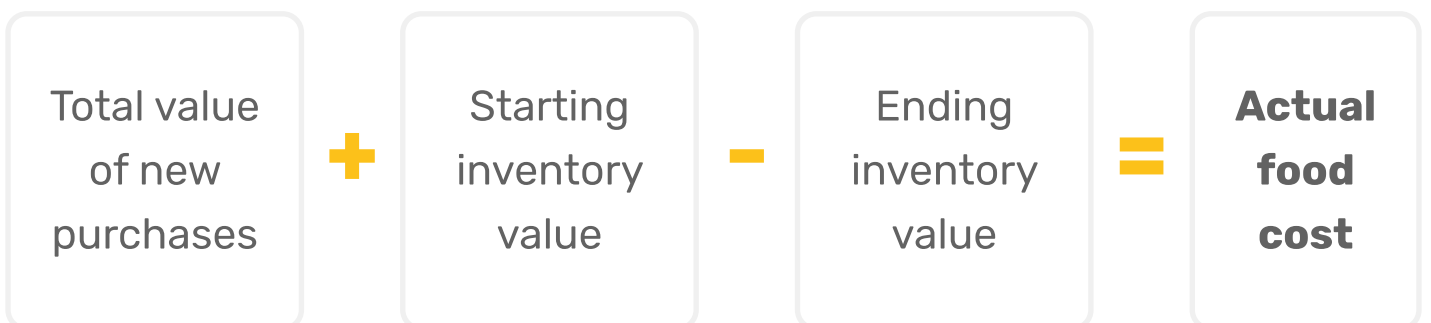 Total value
of new
purchases
+
Starting
inventory
value
-
Ending
inventory
value
=
Actual
food
cost